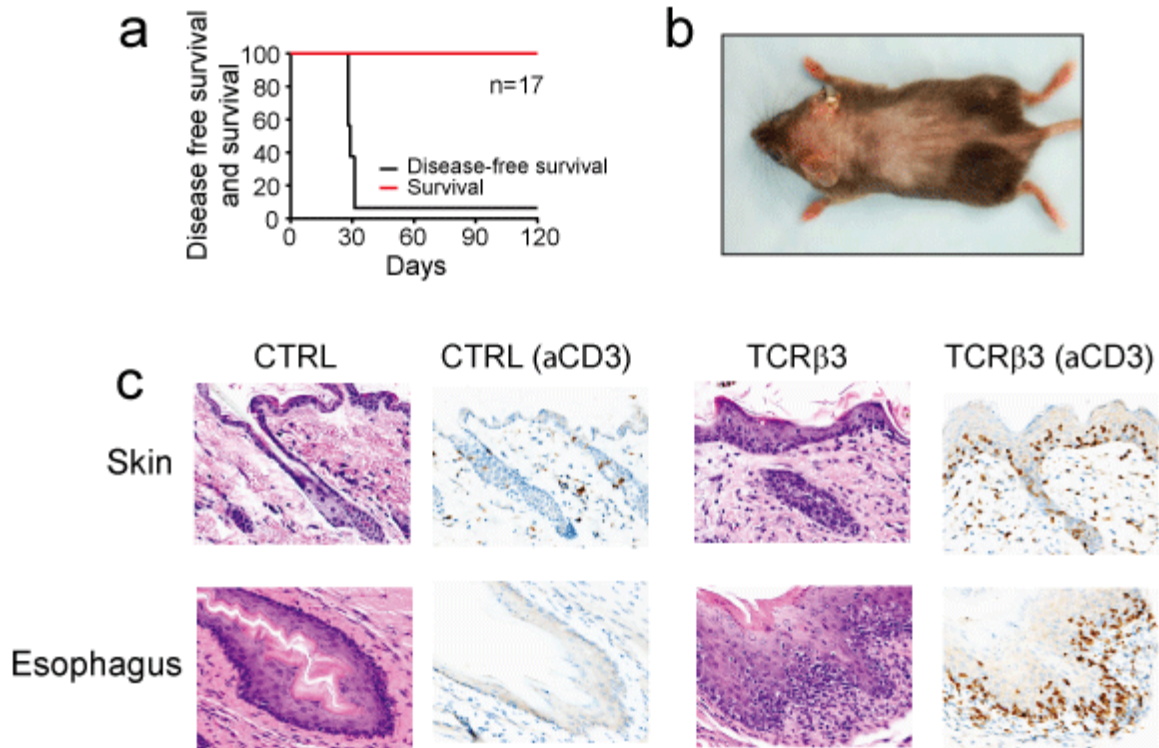 a
Disease free survival
and survival
100
80
60
40
20
0
n=17
Disease-free survival
Survival
0 30 60 90 120
Days
b
c
CTRL CTRL (aCD3) TCRβ3 TCRβ3 (aCD3)
Skin
Esophagus